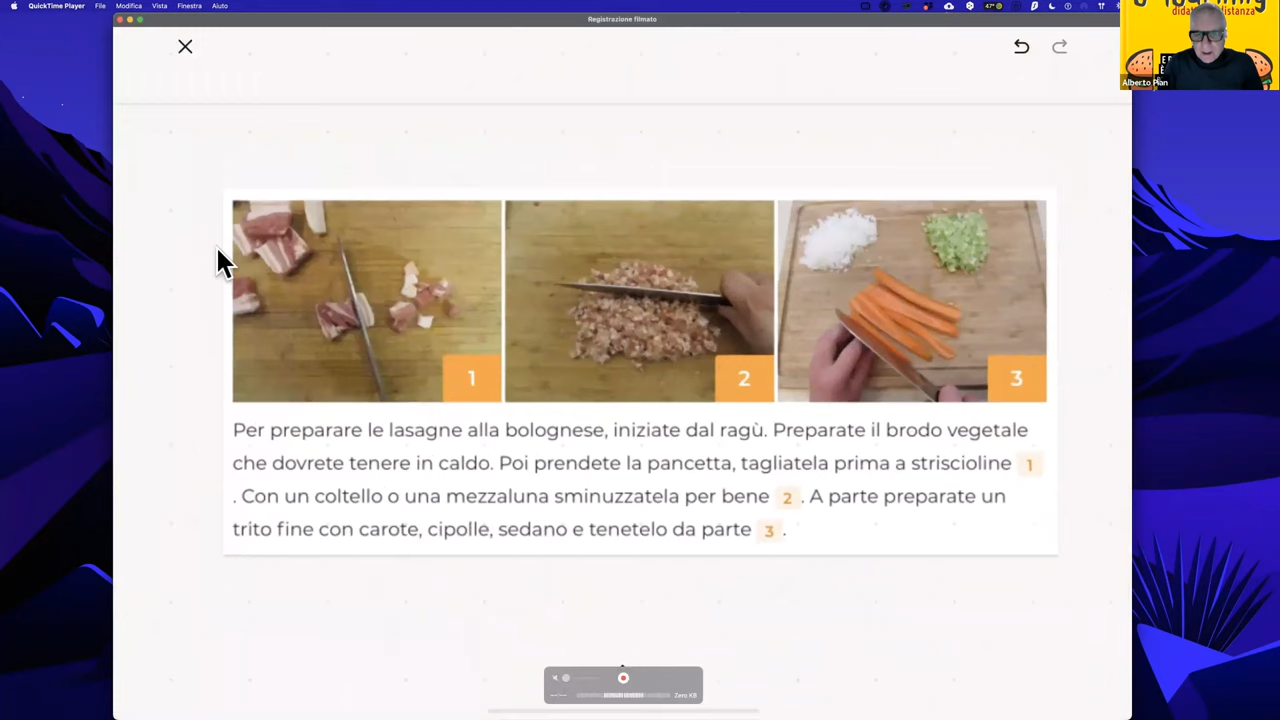 QuickTime Player File Modifica Vista Finestra Aiuto
47°
Registrazione filmato
didattica distanza
Alberto Pian
1
2
3
Per preparare le lasagne alla bolognese, iniziate dal ragù. Preparate il brodo vegetale
che dovrete tenere in caldo. Poi prendete la pancetta, tagliatela prima a striscioline 1
. Con un coltello o una mezzaluna sminuzzatela per bene 2 . A parte preparate un
trito fine con carote, cipolle, sedano e tenetelo da parte 3 .
--:--
Zero KB